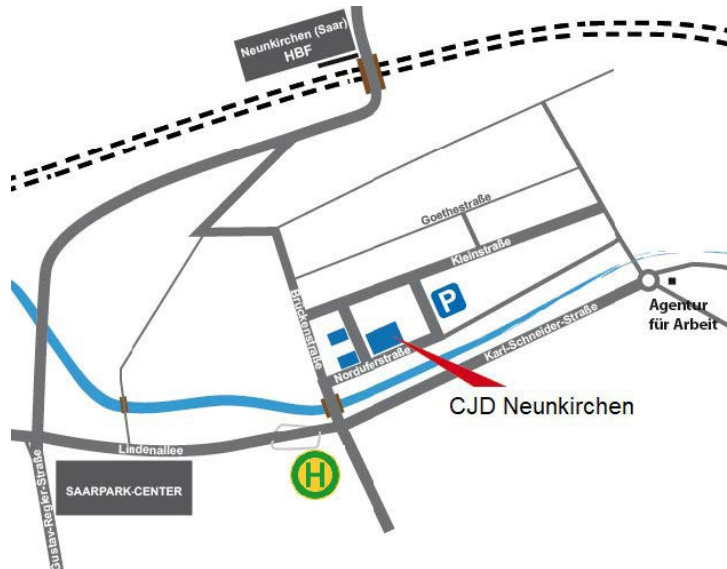 Neunkirchen (Saar)
HBF
Goethestraße
Kleinstraße
Brückenstraße
P
Agentur
für Arbeit
Norduferstraße
Karl-Schneider-Straße
CJD Neunkirchen
Lindenallee
H
SAARPARK-CENTER
Gustav-Regler-Straße